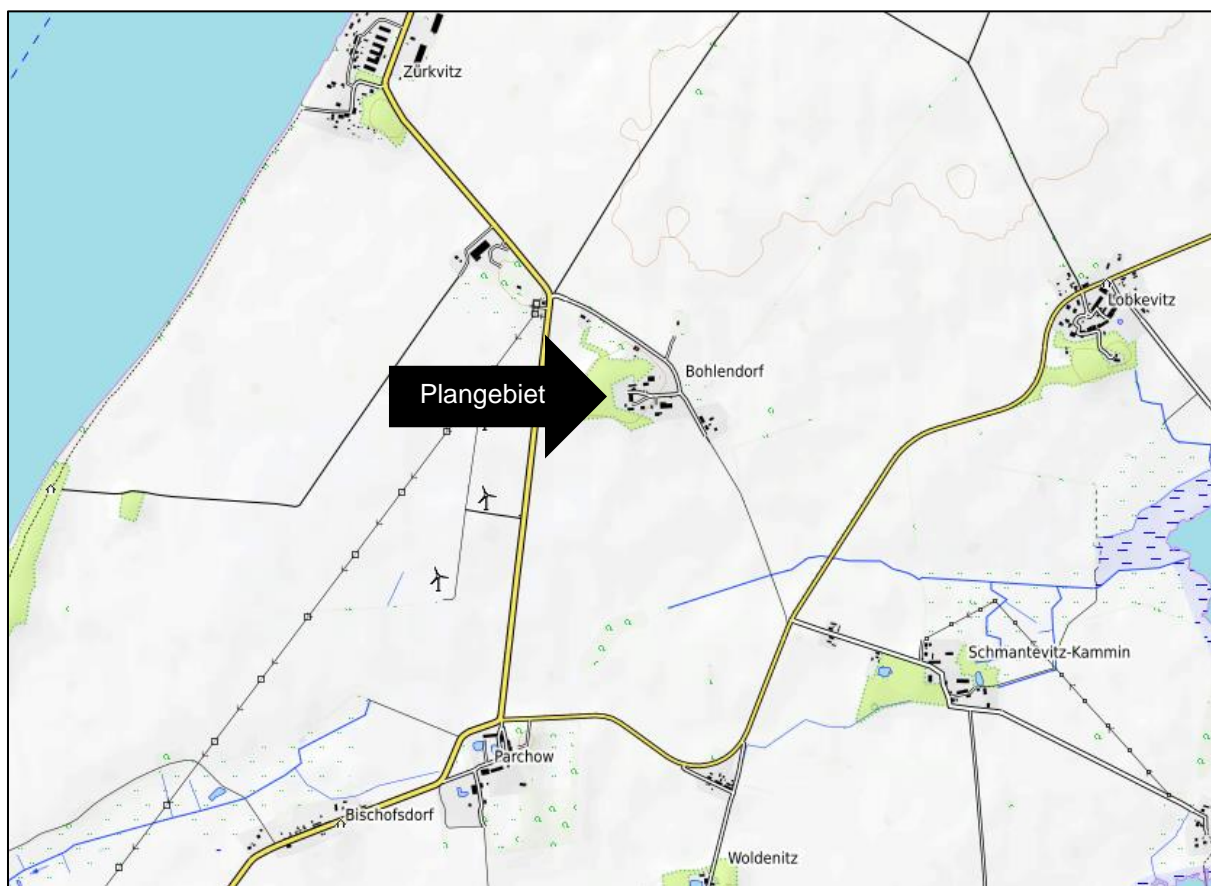 Zürkvitz
Lobkevitz
Bohlendorf
Plangebiet
Schmantevitz-Kammin
Parchow
Bischofsdorf
Woldenitz